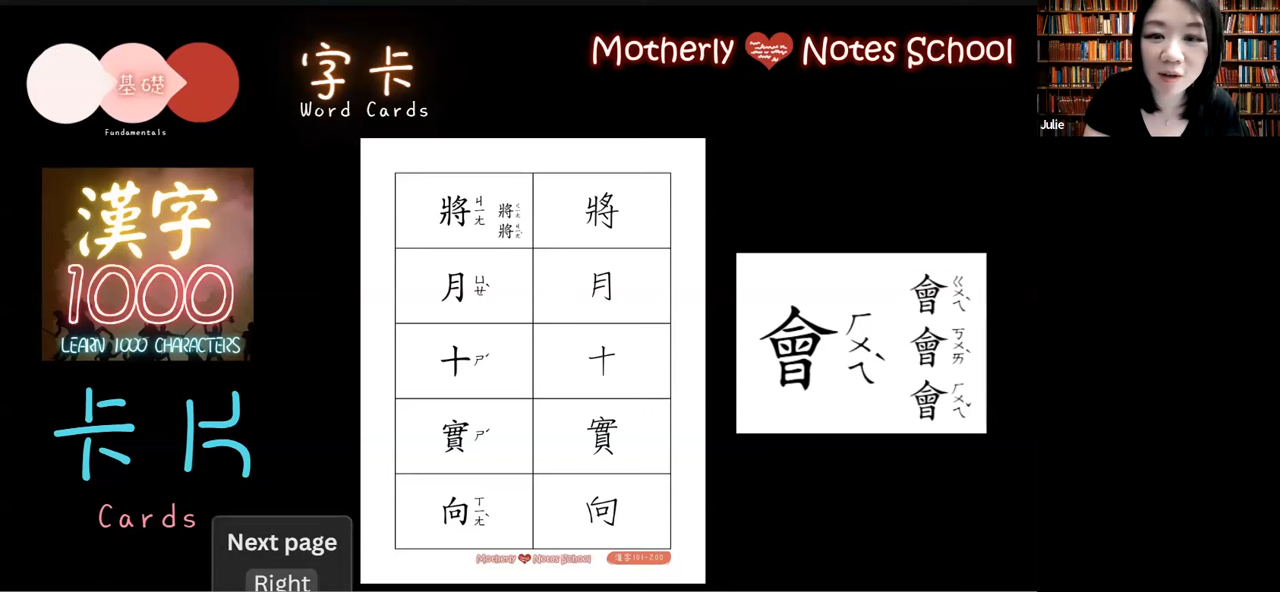 基礎
Fundamentals
字卡
Word Cards
Motherly Notes School
Julie
漢字
1000
LEARN 1000 CHARACTERS
卡片
Cards
Next page
Right
將 ㄐㄧㄤ 將 將 將
月 ㄩㄝˋ 月
十 ㄕˊ 十
實 ㄕˊ 實
向 ㄒㄧㄤˋ 向
Motherly Notes School 漢字101-200
會 ㄏㄨㄟˋ
會 ㄍㄨㄟˋ
會 ㄎㄨㄞˋ
會 ㄏㄨㄟˇ